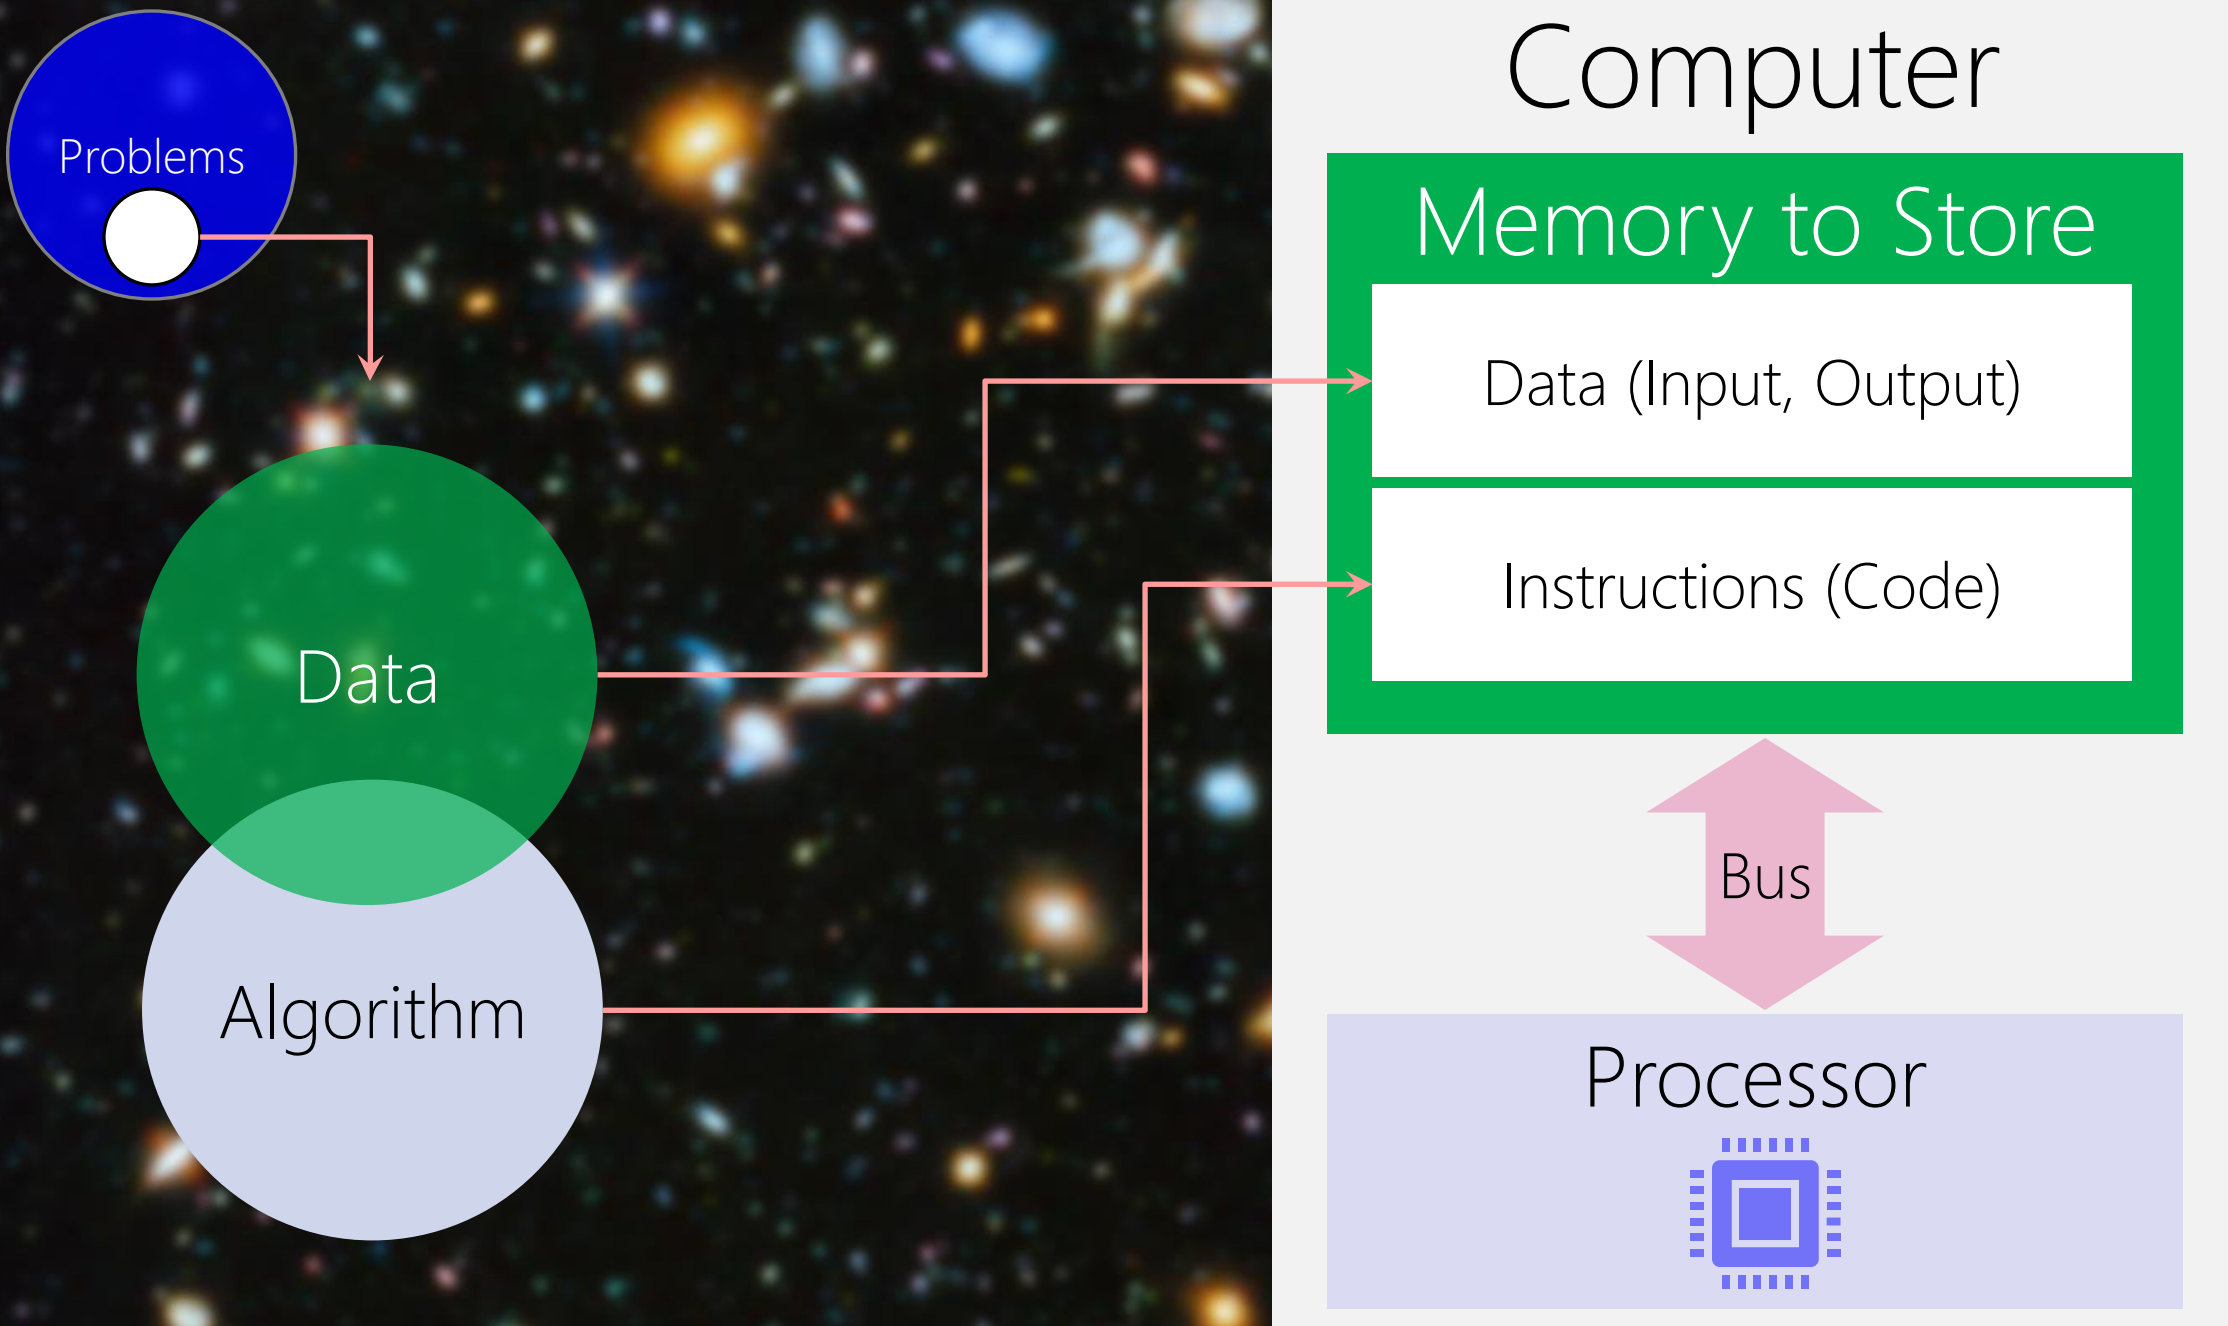 Problems
Data
Algorithm
Computer
Memory to Store
Data (Input, Output)
Instructions (Code)
Bus
Processor